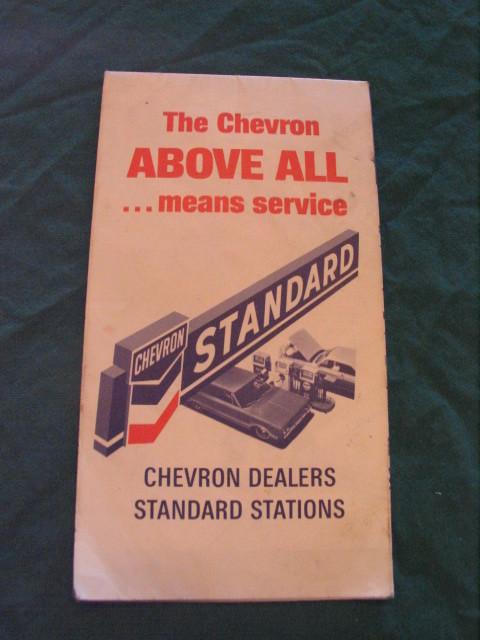 The Chevron
ABOVE ALL
...means service
STANDARD
CHEVRON
CHEVRON DEALERS
STANDARD STATIONS